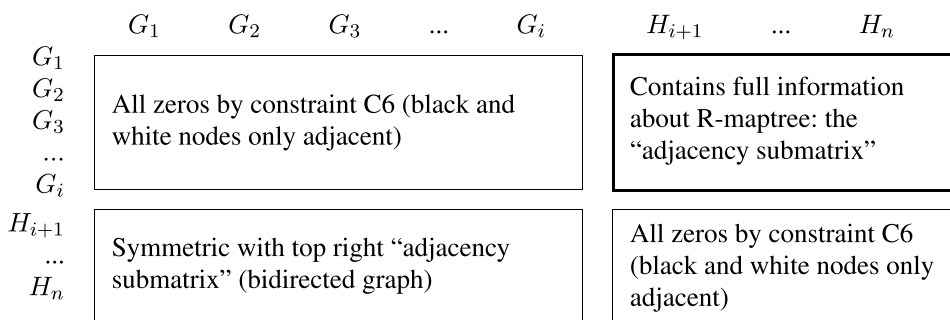 G₁ G₂ G₃ ... Gᵢ Hᵢ₊₁ ... Hₙ
G₁
G₂
G₃
...
Gᵢ
All zeros by constraint C6 (black and
white nodes only adjacent)
Contains full information
about R-maptree: the
“adjacency submatrix”
Hᵢ₊₁
...
Hₙ
Symmetric with top right “adjacency
submatrix” (bidirected graph)
All zeros by constraint C6
(black and white nodes only
adjacent)